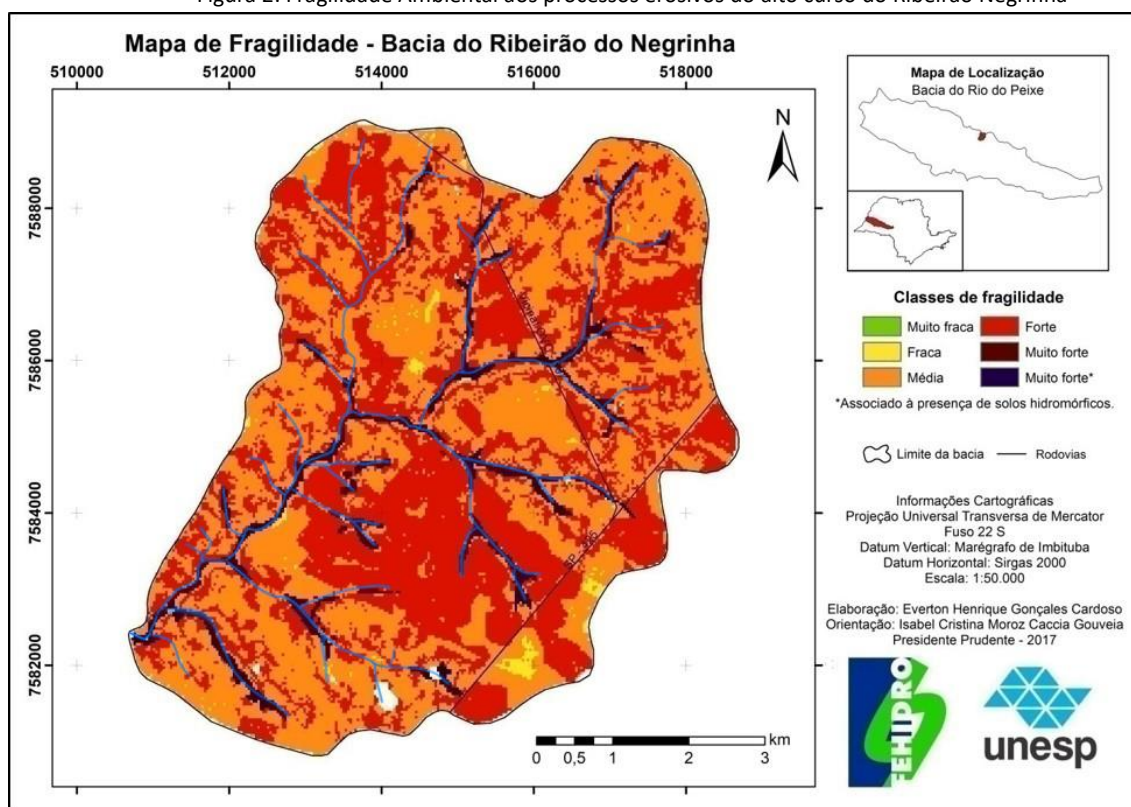 Figura 2: Fragilidade Ambiental dos processos erosivos do alto curso do Ribeirão Negrinha
Mapa de Fragilidade - Bacia do Ribeirão do Negrinha
510000 512000 514000 516000 518000
7588000
7586000
7584000
7582000
N
0 0,5 1 2 3
km
Mapa de Localização
Bacia do Rio do Peixe
Classes de fragilidade
Muito fraca
Fraca
Média
Forte
Muito forte
Muito forte*
*Associado à presença de solos hidromórficos.
Limite da bacia
Rodovias
Informações Cartográficas
Projeção Universal Transversa de Mercator
Fuso 22 S
Datum Vertical: Marégrafo de Imbituba
Datum Horizontal: Sirgas 2000
Escala: 1:50.000
Elaboração: Everton Henrique Gonçales Cardoso
Orientação: Isabel Cristina Moroz Caccia Gouveia
Presidente Prudente - 2017
FEHIDRO
unesp